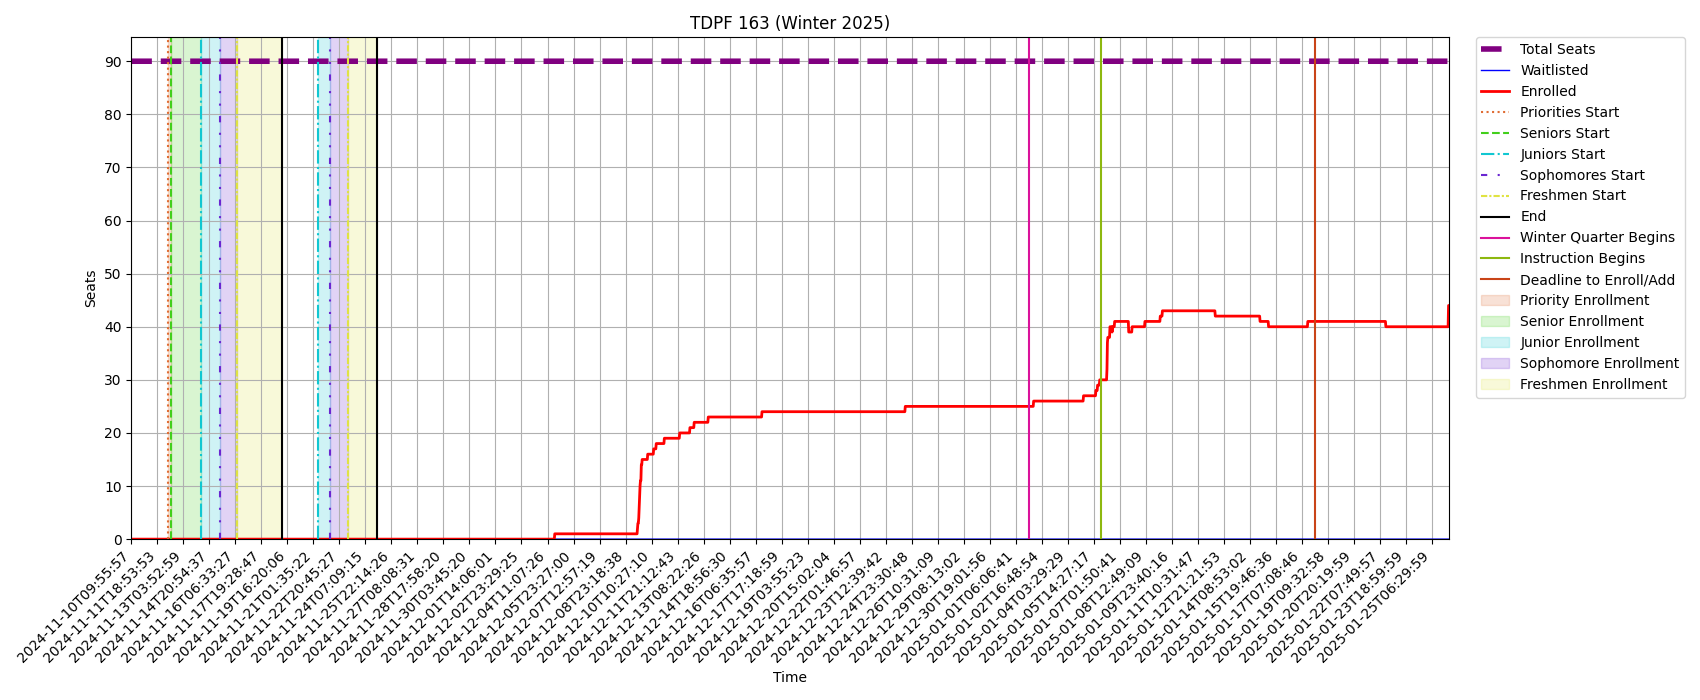 TDPF 163 (Winter 2025)
Seats
90
80
70
60
50
40
30
20
10
0
2024-11-10T09:55:57
2024-11-11T18:53:53
2024-11-13T03:52:59
2024-11-14T20:54:37
2024-11-16T06:33:27
2024-11-17T19:28:47
2024-11-19T16:20:06
2024-11-21T01:35:22
2024-11-22T20:45:27
2024-11-24T07:09:15
2024-11-25T22:14:26
2024-11-27T08:08:31
2024-11-28T17:58:20
2024-11-30T03:45:20
2024-12-01T14:06:01
2024-12-02T23:29:25
2024-12-04T11:07:26
2024-12-05T23:27:00
2024-12-07T12:57:19
2024-12-08T23:18:38
2024-12-10T10:27:10
2024-12-11T21:12:43
2024-12-13T08:22:26
2024-12-14T18:56:30
2024-12-16T06:35:57
2024-12-17T17:18:59
2024-12-19T03:55:23
2024-12-20T15:02:04
2024-12-22T01:46:57
2024-12-23T12:39:42
2024-12-24T23:30:48
2024-12-26T10:31:09
2024-12-29T08:13:02
2024-12-30T19:01:56
2025-01-01T06:06:41
2025-01-02T16:48:54
2025-01-04T03:29:29
2025-01-05T14:27:17
2025-01-07T01:50:41
2025-01-08T12:49:09
2025-01-09T23:40:16
2025-01-11T10:31:47
2025-01-12T21:21:53
2025-01-14T08:53:02
2025-01-15T19:46:36
2025-01-17T07:08:46
2025-01-19T09:32:58
2025-01-20T20:19:59
2025-01-22T07:49:57
2025-01-23T18:59:59
2025-01-25T06:29:59
Time
Total Seats
Waitlisted
Enrolled
Priorities Start
Seniors Start
Juniors Start
Sophomores Start
Freshmen Start
End
Winter Quarter Begins
Instruction Begins
Deadline to Enroll/Add
Priority Enrollment
Senior Enrollment
Junior Enrollment
Sophomore Enrollment
Freshmen Enrollment